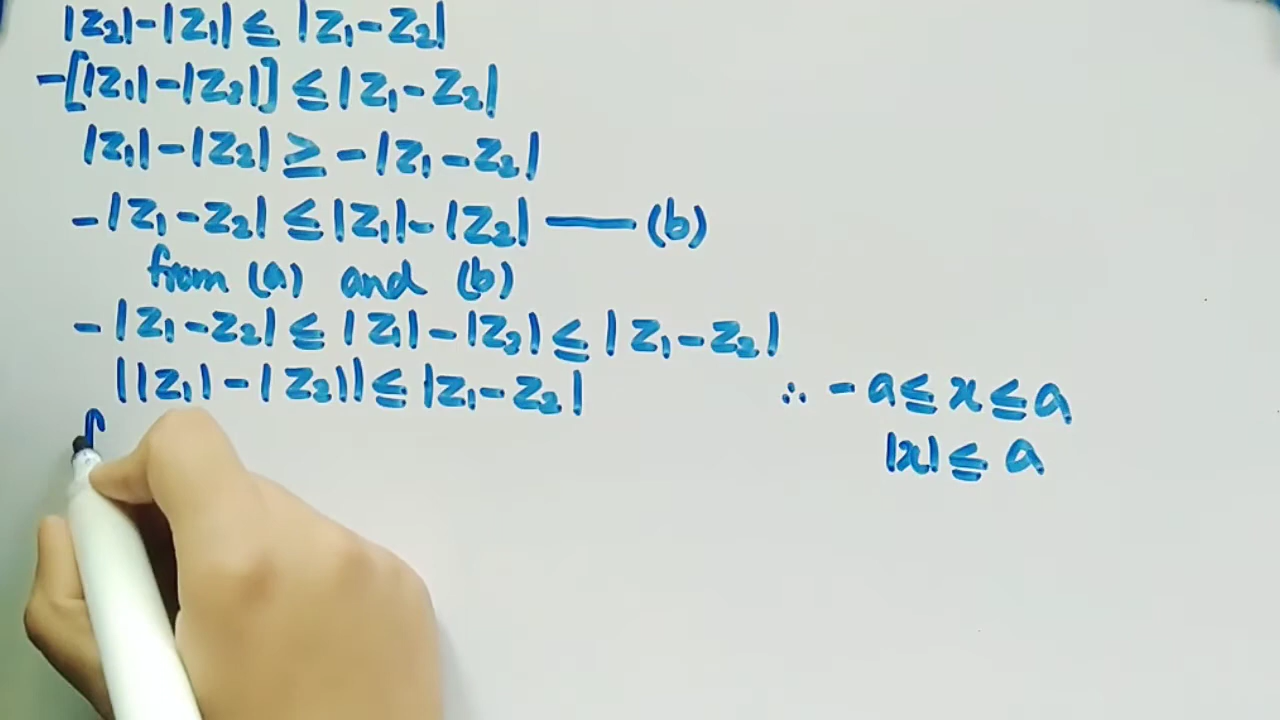 |z₂|-|z₁| ≤ |z₁-z₂|
-[|z₁|-|z₂|] ≤ |z₁-z₂|
|z₁|-|z₂| ≥ -|z₁-z₂|
-|z₁-z₂| ≤ |z₁|-|z₂| —— (b)
from (a) and (b)
-|z₁-z₂| ≤ |z₁|-|z₂| ≤ |z₁-z₂|
||z₁|-|z₂|| ≤ |z₁-z₂|
∴ -a ≤ x ≤ a
|x| ≤ a